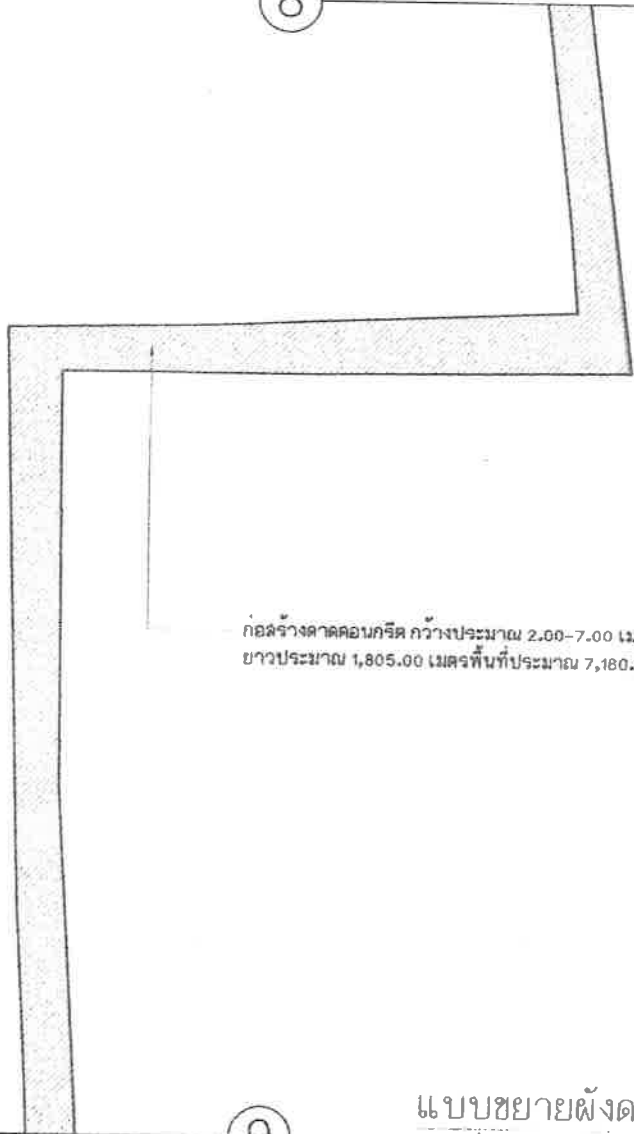 ก่อสร้างดาดคอนกรีต กว้างประมาณ 2.00-7.00
ยาวประมาณ 1,805.00 เมตรพื้นที่ประมาณ 7,180.
แบบขยายผัง